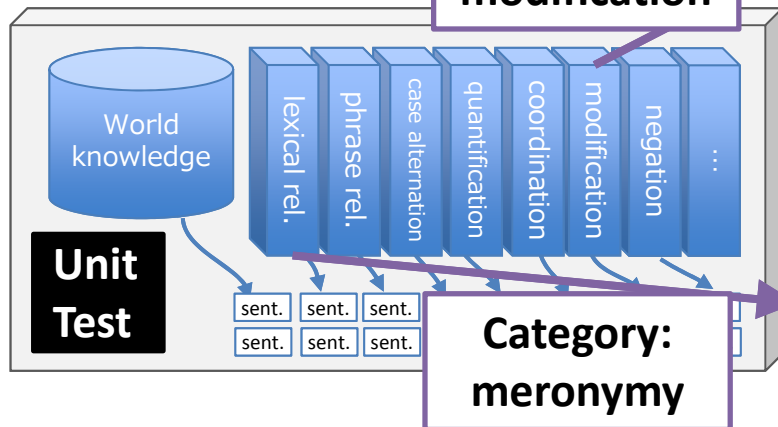 modification
World
knowledge
lexical rel.
phrase rel.
case alternation
quantification
coordination
modification
negation
...
Unit
Test
sent. sent. sent.
sent. sent. sent.
Category:
meronymy